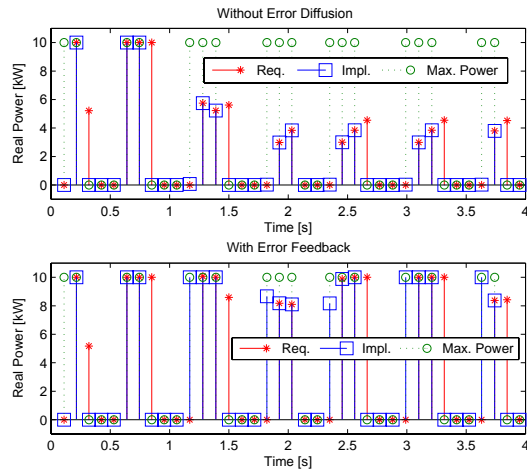 Without Error Diffusion
Real Power [kW]
10
8
6
4
2
0
Req. Impl. Max. Power
0 0.5 1 1.5 2 2.5 3 3.5 4
Time [s]
With Error Feedback
Real Power [kW]
10
8
6
4
2
0
Req. Impl. Max. Power
0 0.5 1 1.5 2 2.5 3 3.5 4
Time [s]